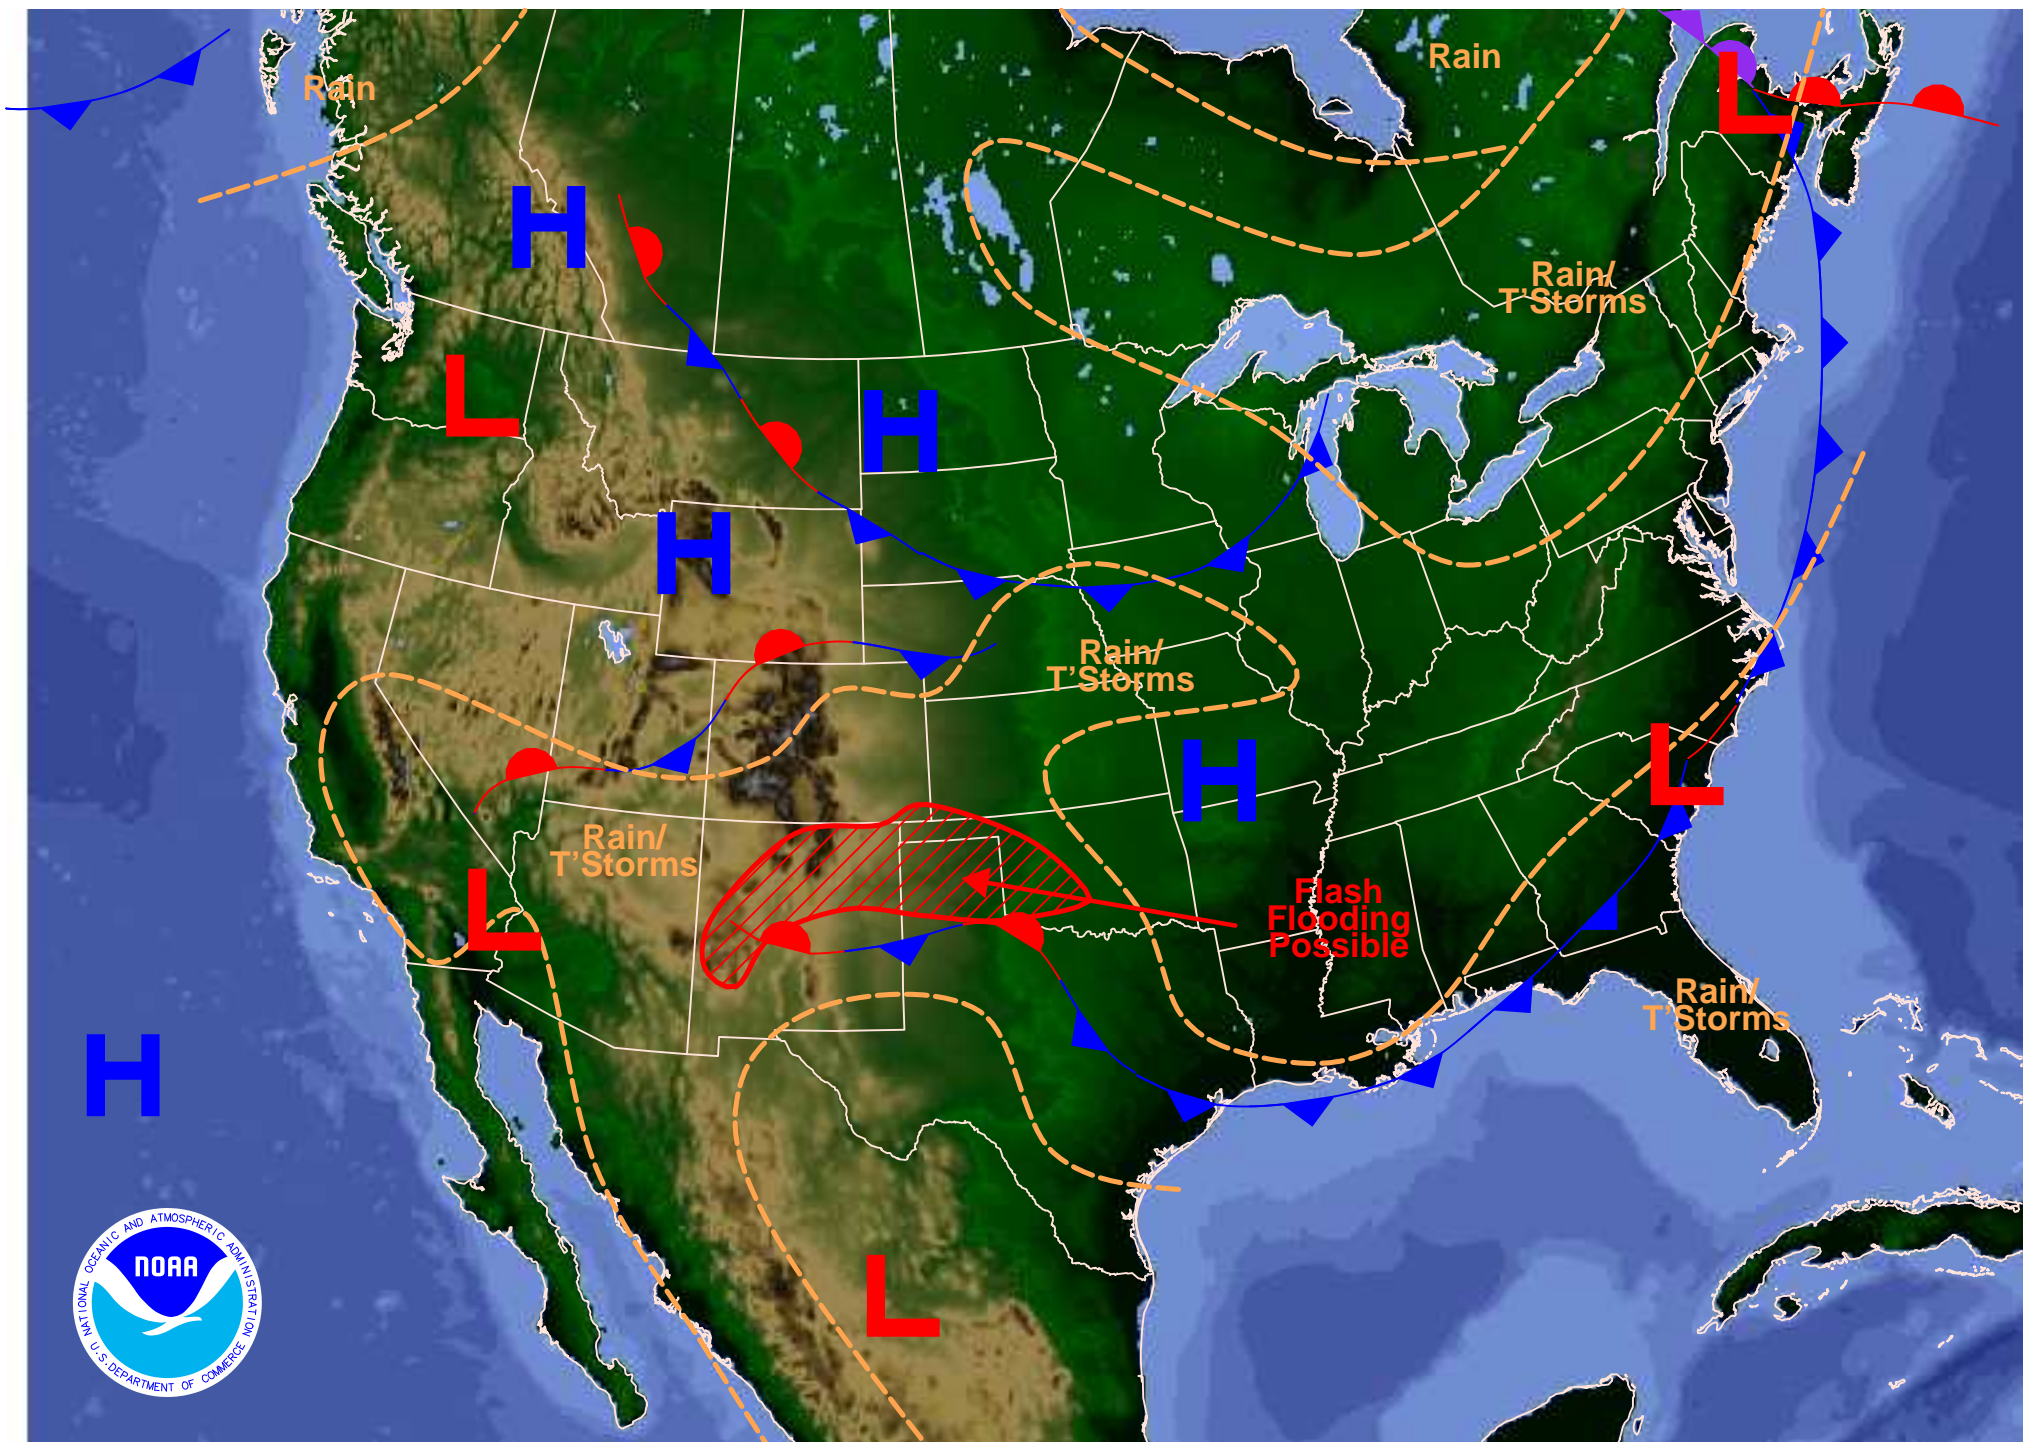 Rain
Rain
H
L
Rain/
T'Storms
L
H
H
H
Rain/
T'Storms
H
L
Rain/
T'Storms
L
Flash
Flooding
Possible
Rain/
T'Storms
H
L
NATIONAL OCEANIC AND ATMOSPHERIC ADMINISTRATION
NOAA
U.S. DEPARTMENT OF COMMERCE